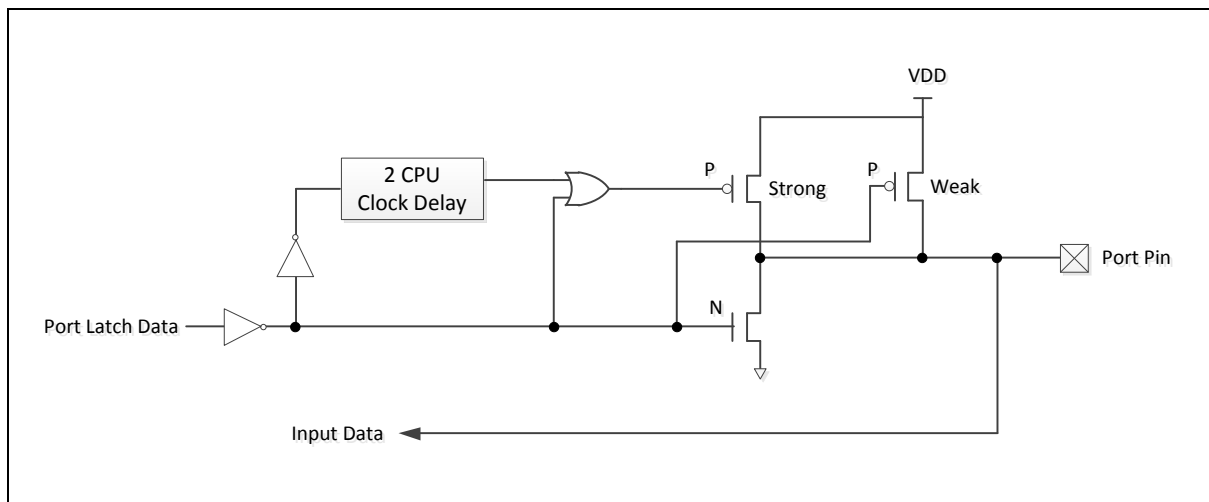 VDD
2 CPU
Clock Delay
P
Strong
P
Weak
Port Pin
N
Port Latch Data
Input Data